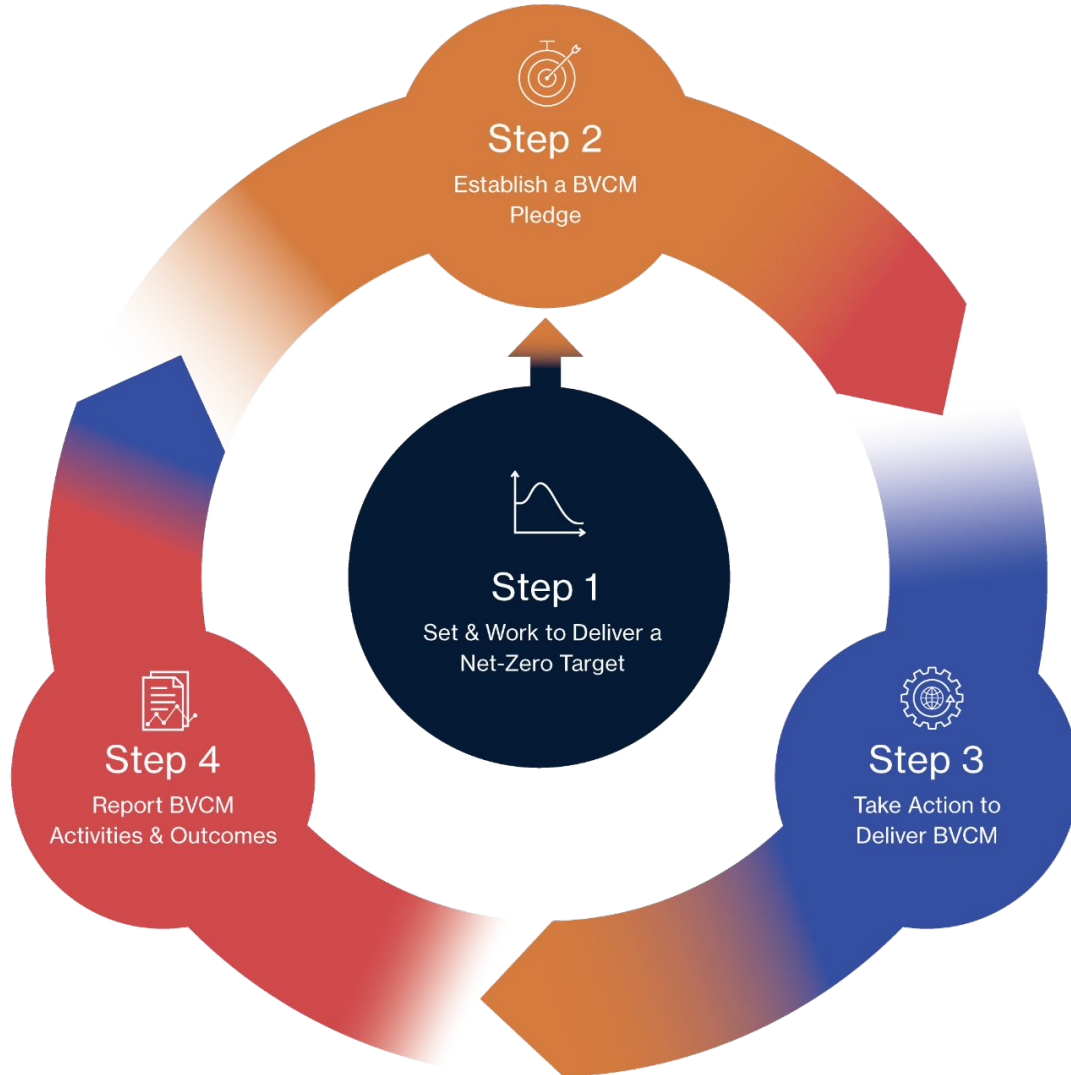 Step 1
Set & Work to Deliver a
Net-Zero Target
Step 2
Establish a BVCM
Pledge
Step 3
Take Action to
Deliver BVCM
Step 4
Report BVCM
Activities & Outcomes